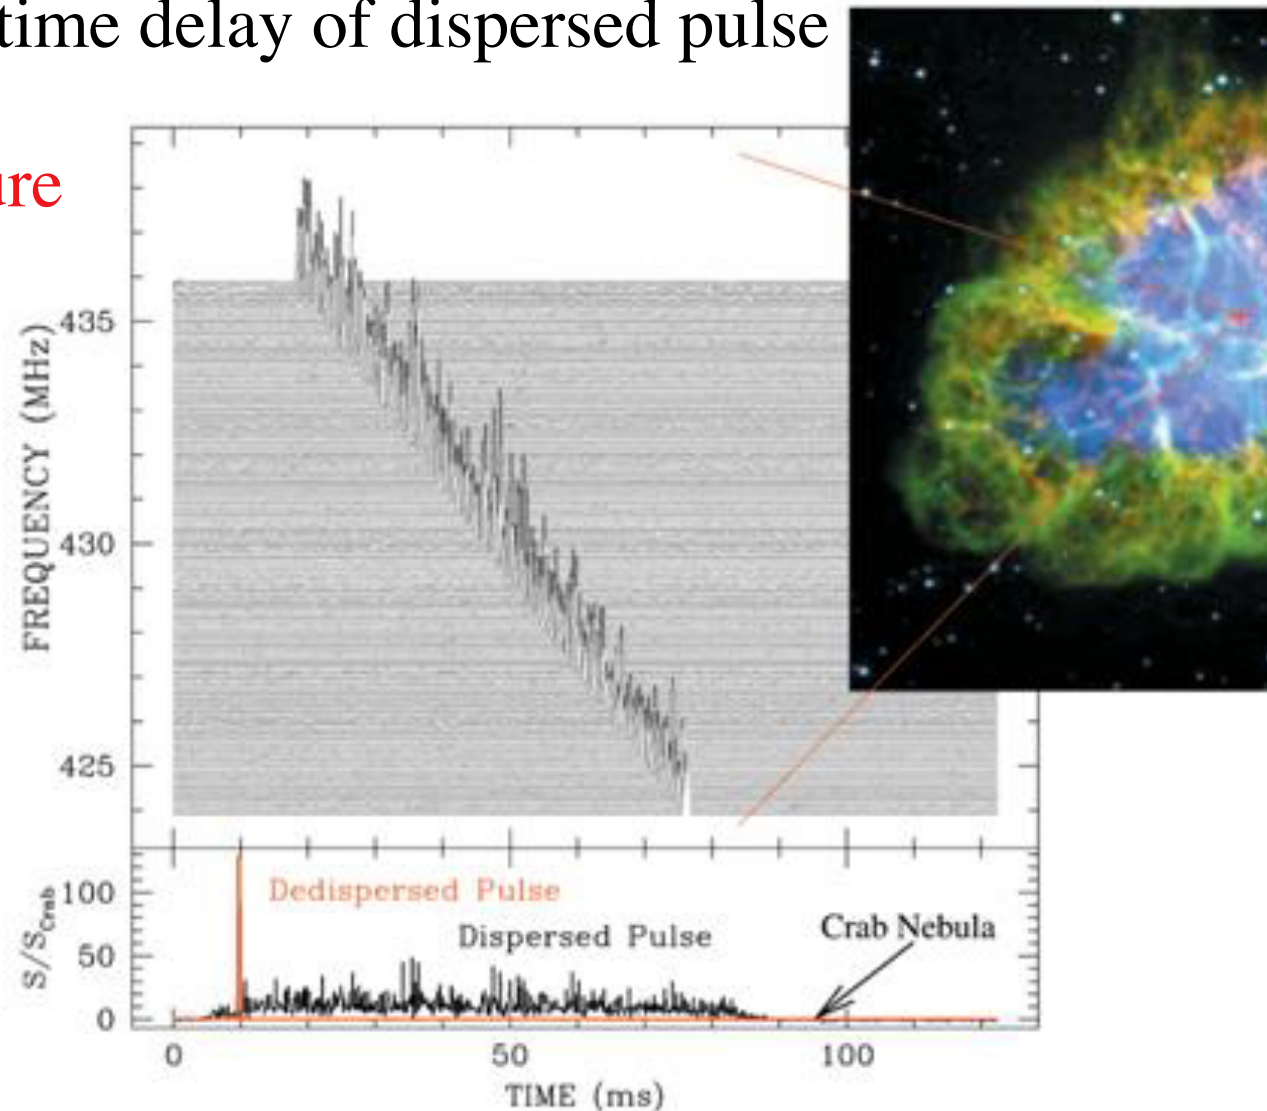 time delay of dispersed pulse
ure
FREQUENCY (MHz)
435
430
425
S/S_Crab
100
50
0
Dedispersed Pulse
Dispersed Pulse
Crab Nebula
0 50 100
TIME (ms)